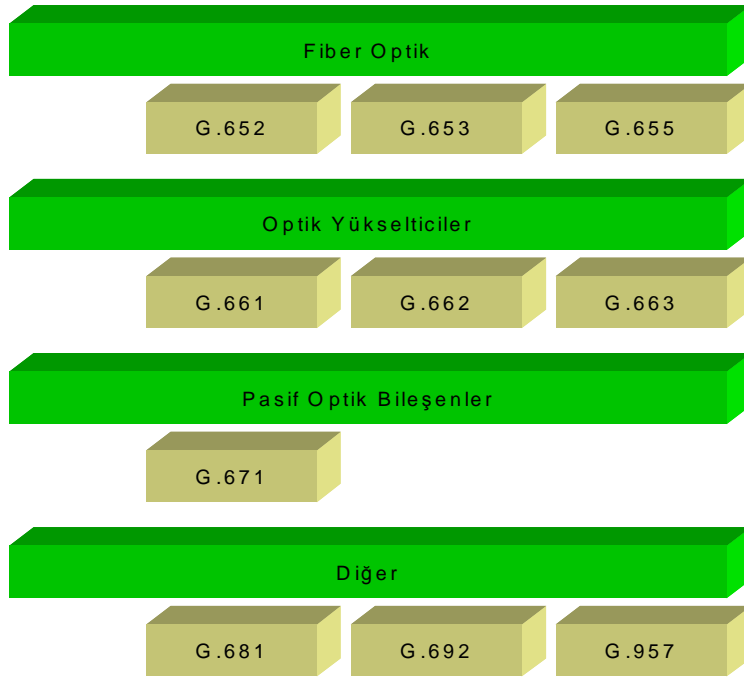 Fiber Optik
G.652 G.653 G.655
Optik Yükselticiler
G.661 G.662 G.663
Pasif Optik Bileşenler
G.671
Diğer
G.681 G.692 G.957